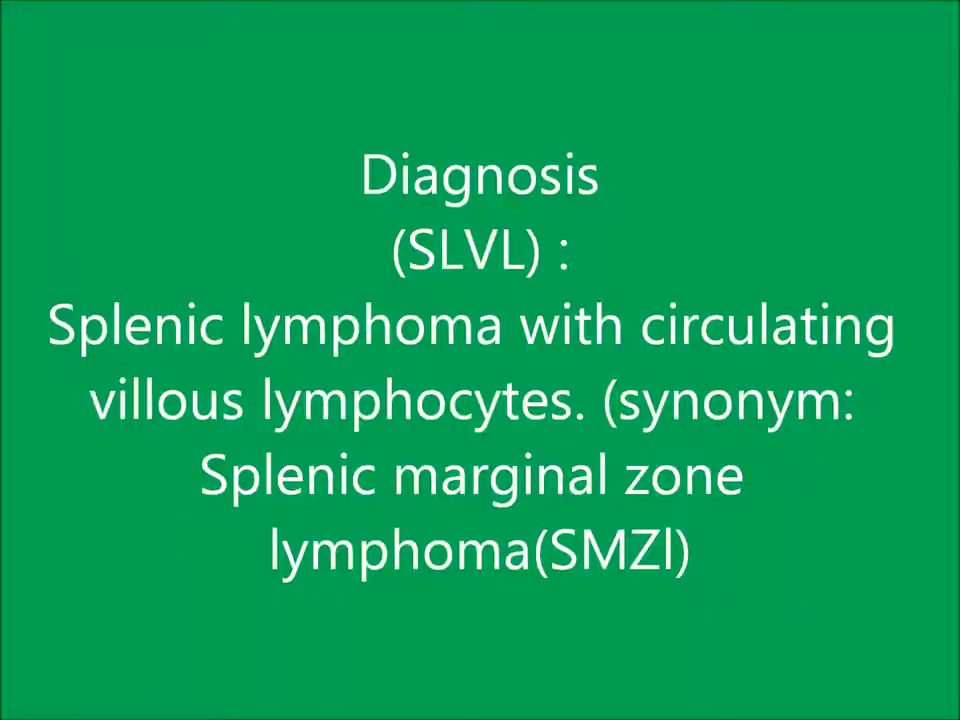 Diagnosis
(SLVL) :
Splenic lymphoma with circulating
villous lymphocytes. (synonym:
Splenic marginal zone
lymphoma(SMZl)